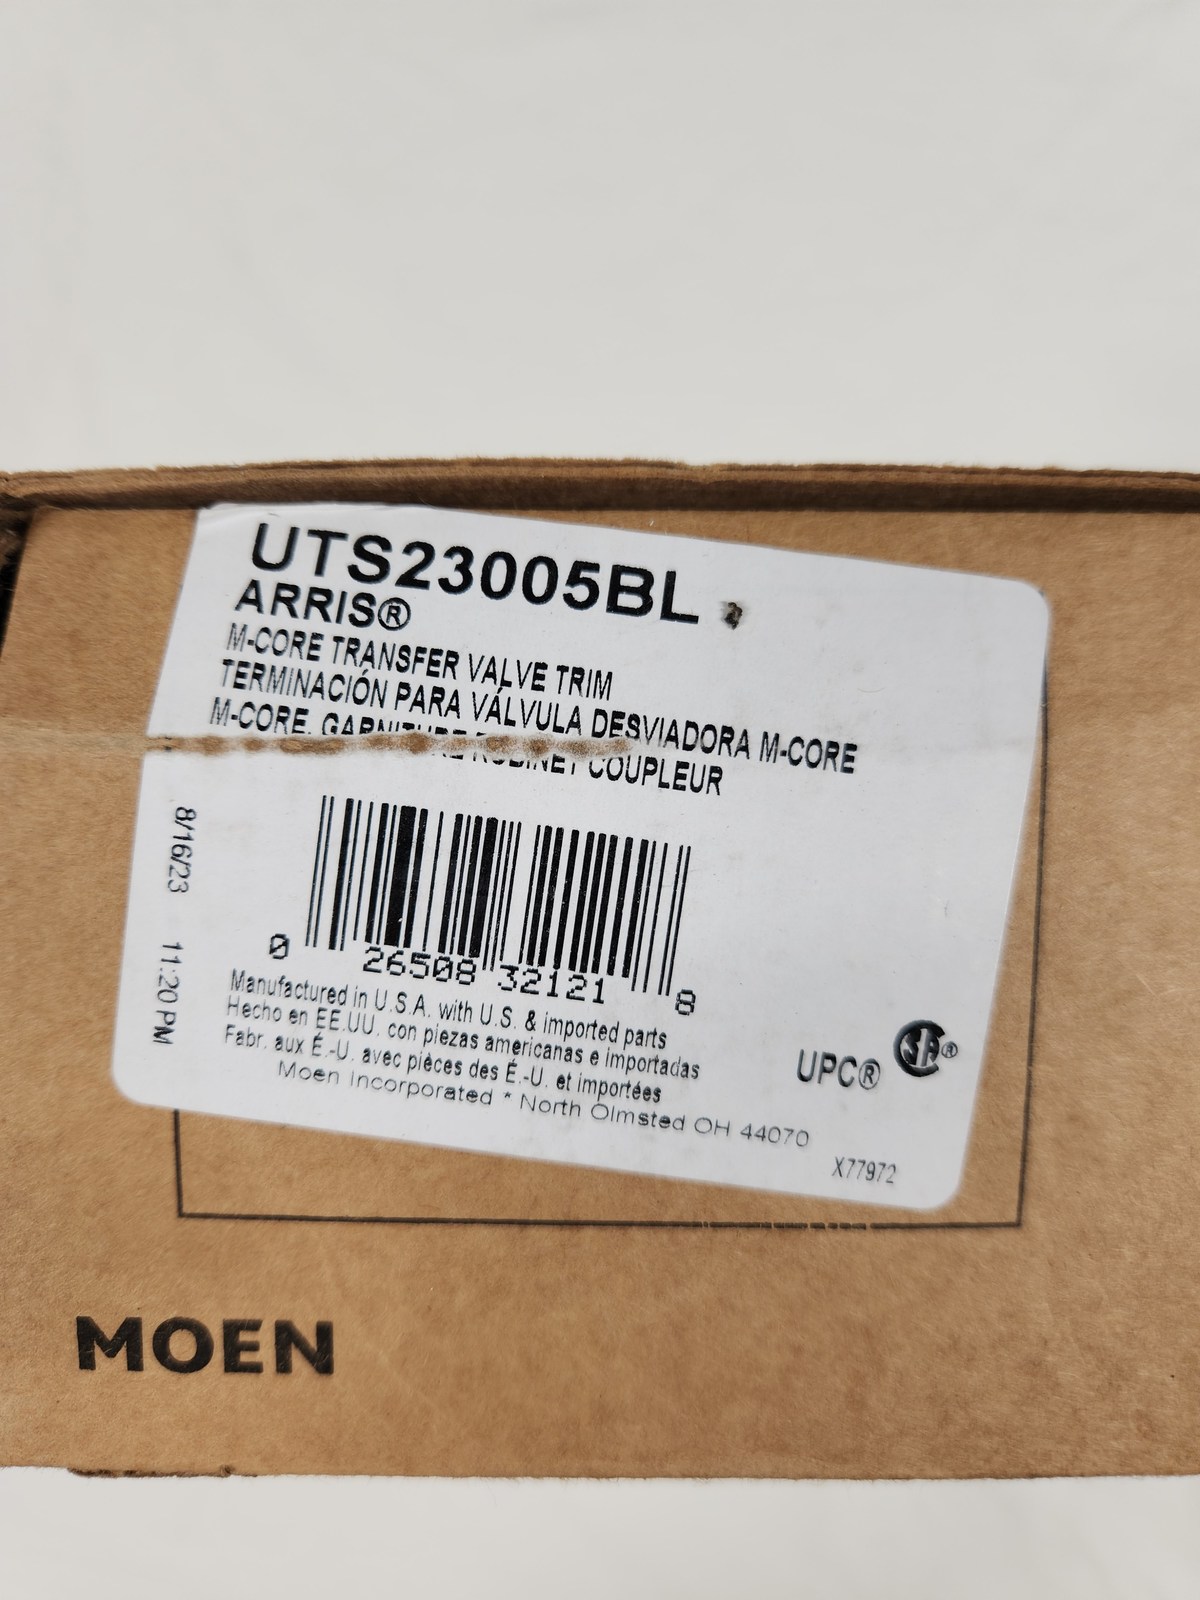 UTS23005BL
ARRIS®
M-CORE TRANSFER VALVE TRIM
TERMINACIÓN PARA VÁLVULA DESVIADORA M-CORE
M-CORE, GARNITURE ROBINET COUPLEUR
8/16/23 11:20 PM
0 26508 32121 8
Manufactured in U.S.A. with U.S. & imported parts
Hecho en EE.UU. con piezas americanas e importadas
Fabr. aux É.-U. avec pièces des É.-U. et importées
Moen Incorporated * North Olmsted OH 44070
UPC® SA®
X77972
MOEN